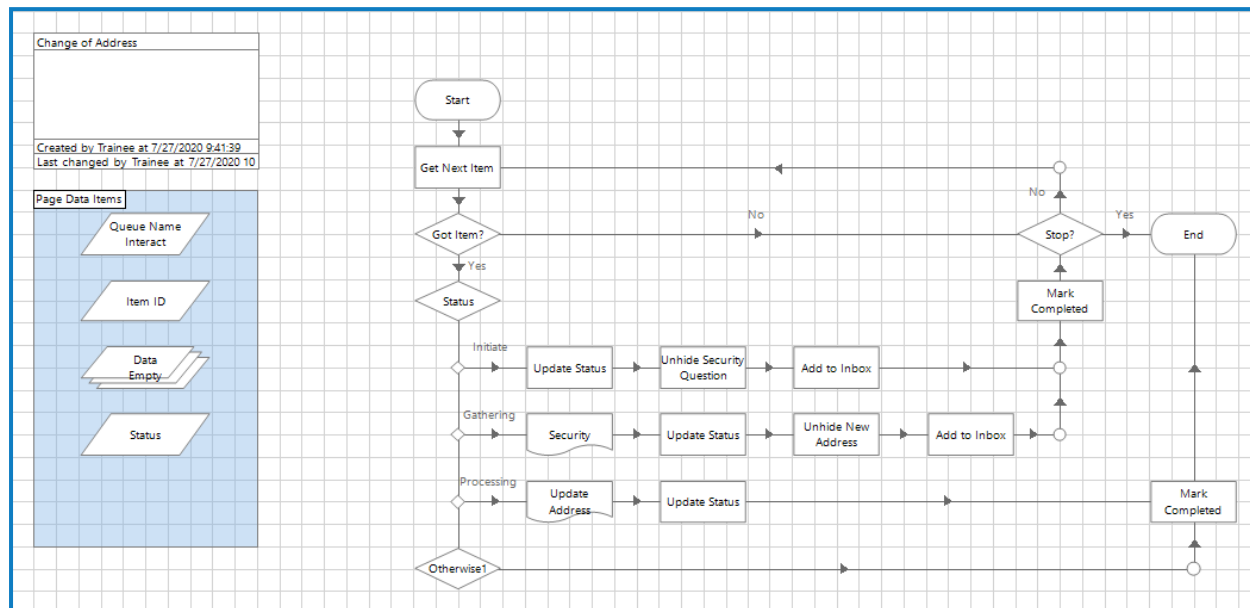 Change of Address
Created by Trainee at 7/27/2020 9:41:39
Last changed by Trainee at 7/27/2020 10
Page Data Items
Queue Name
Interact
Item ID
Data
Empty
Status
Start
Get Next Item
No
Got Item?
No
Stop?
Yes
End
Yes
Status
Mark
Completed
Initiate
Update Status
Unhide Security
Question
Add to Inbox
Gathering
Security
Update Status
Unhide New
Address
Add to Inbox
Processing
Update
Address
Update Status
Mark
Completed
Otherwise1